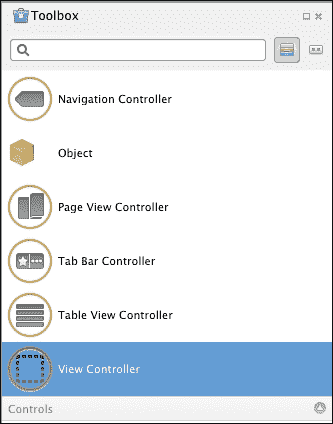 Toolbox
Navigation Controller
Object
Page View Controller
Tab Bar Controller
Table View Controller
View Controller
Controls